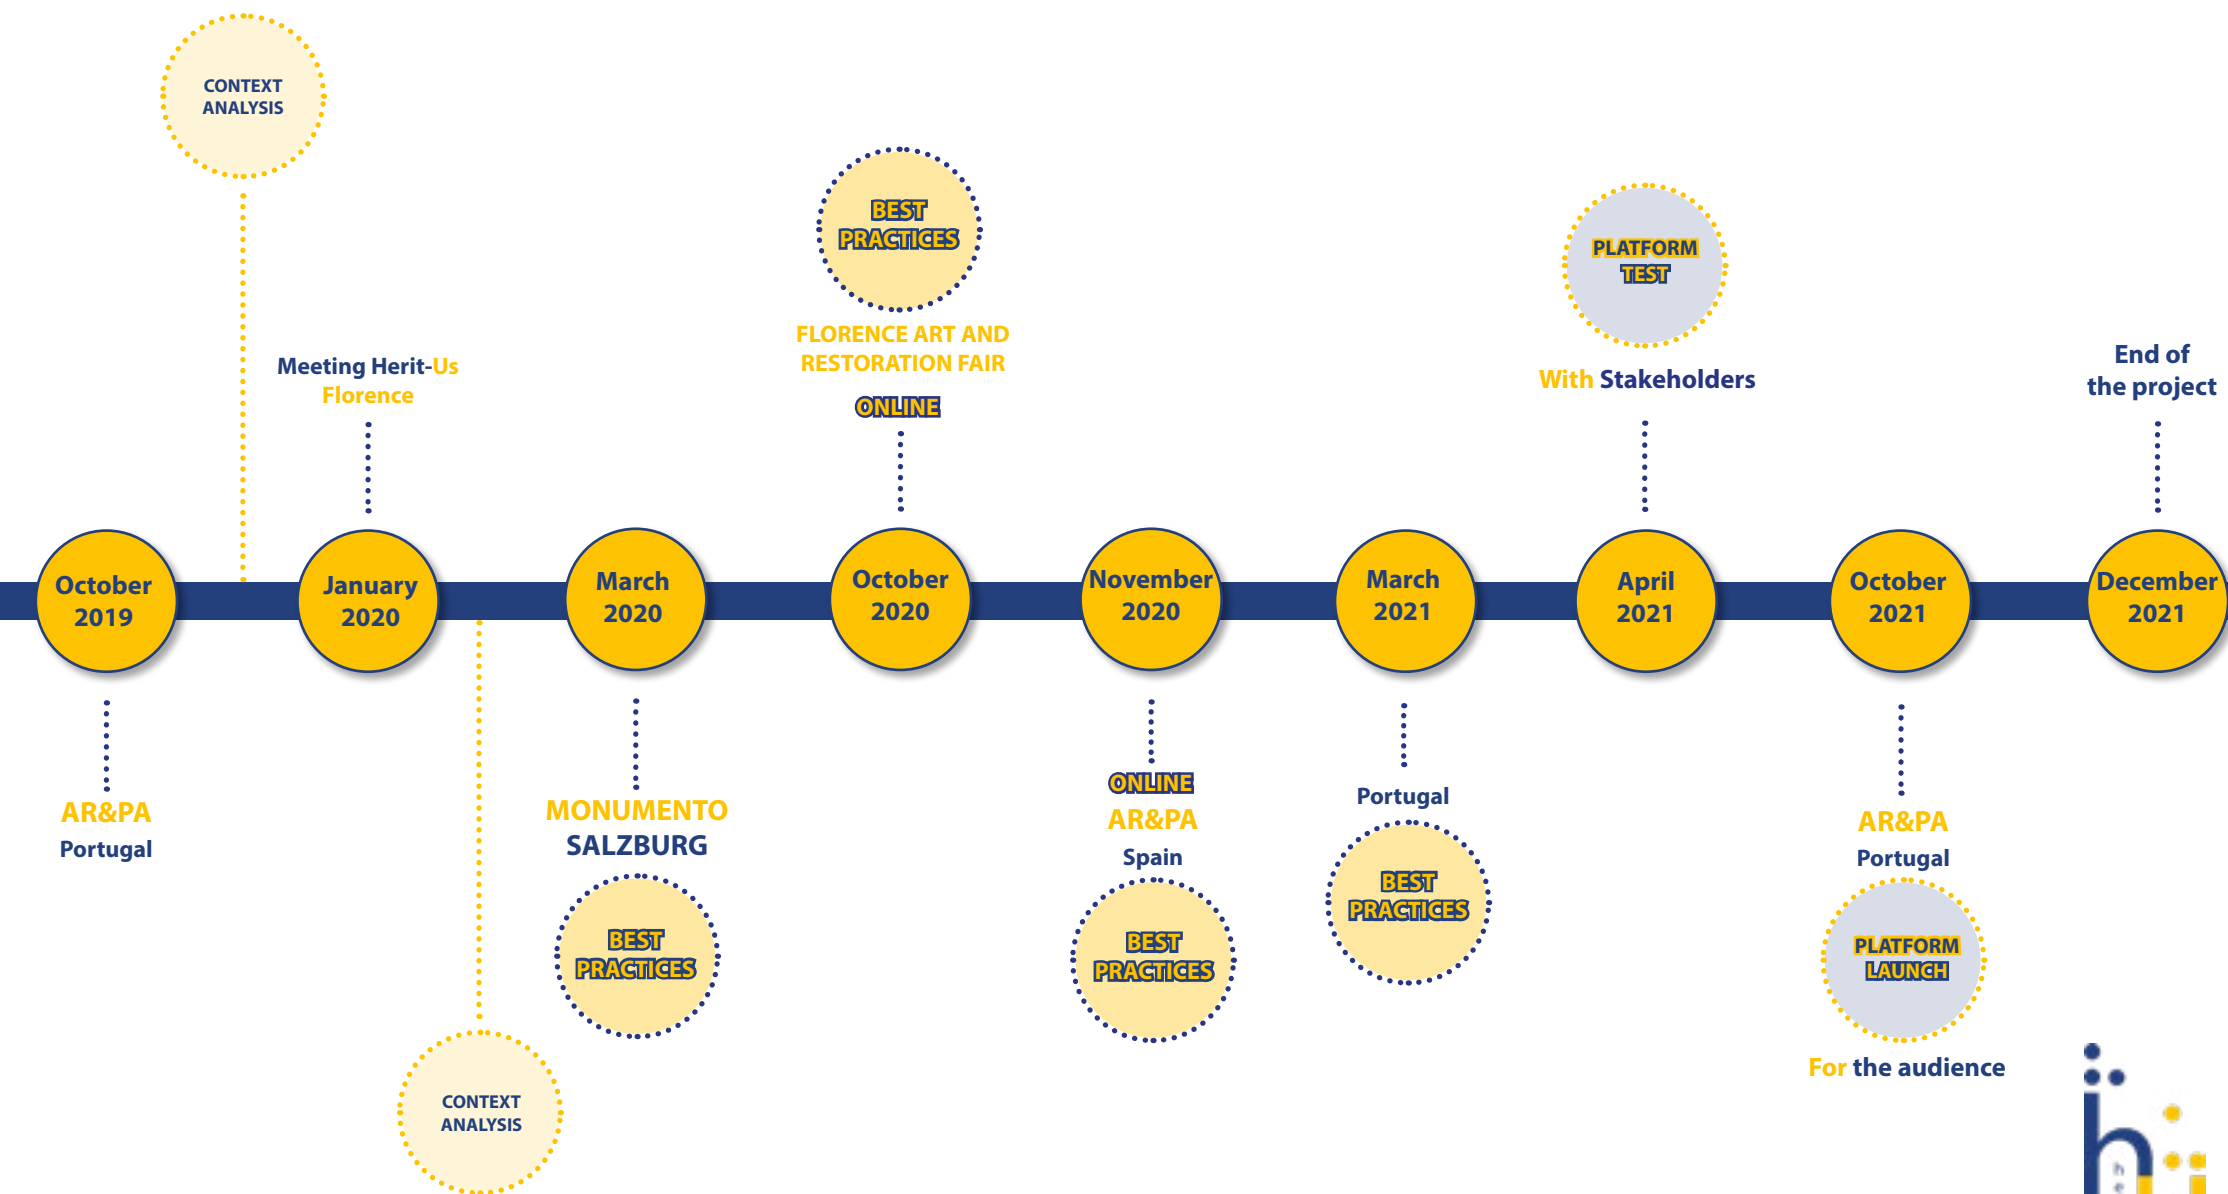 CONTEXT
ANALYSIS
BEST
PRACTICES
PLATFORM
TEST
FLORENCE ART AND
RESTORATION FAIR
ONLINE
Meeting Herit-Us
Florence
With Stakeholders
End of
the project
October
2019
January
2020
March
2020
October
2020
November
2020
March
2021
April
2021
October
2021
December
2021
AR&PA
Portugal
MONUMENTO
SALZBURG
BEST
PRACTICES
ONLINE
AR&PA
Spain
BEST
PRACTICES
Portugal
BEST
PRACTICES
AR&PA
Portugal
PLATFORM
LAUNCH
For the audience
CONTEXT
ANALYSIS
h
h
e